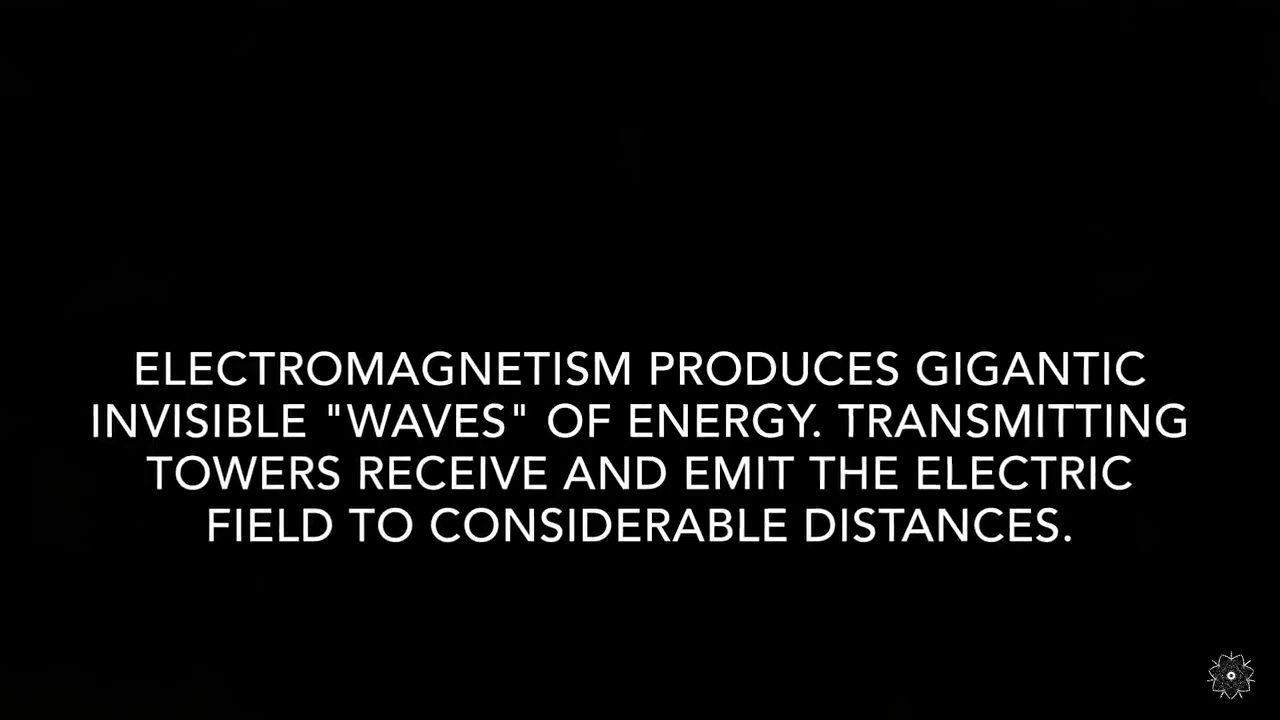 ELECTROMAGNETISM PRODUCES GIGANTIC
INVISIBLE "WAVES" OF ENERGY. TRANSMITTING
TOWERS RECEIVE AND EMIT THE ELECTRIC
FIELD TO CONSIDERABLE DISTANCES.